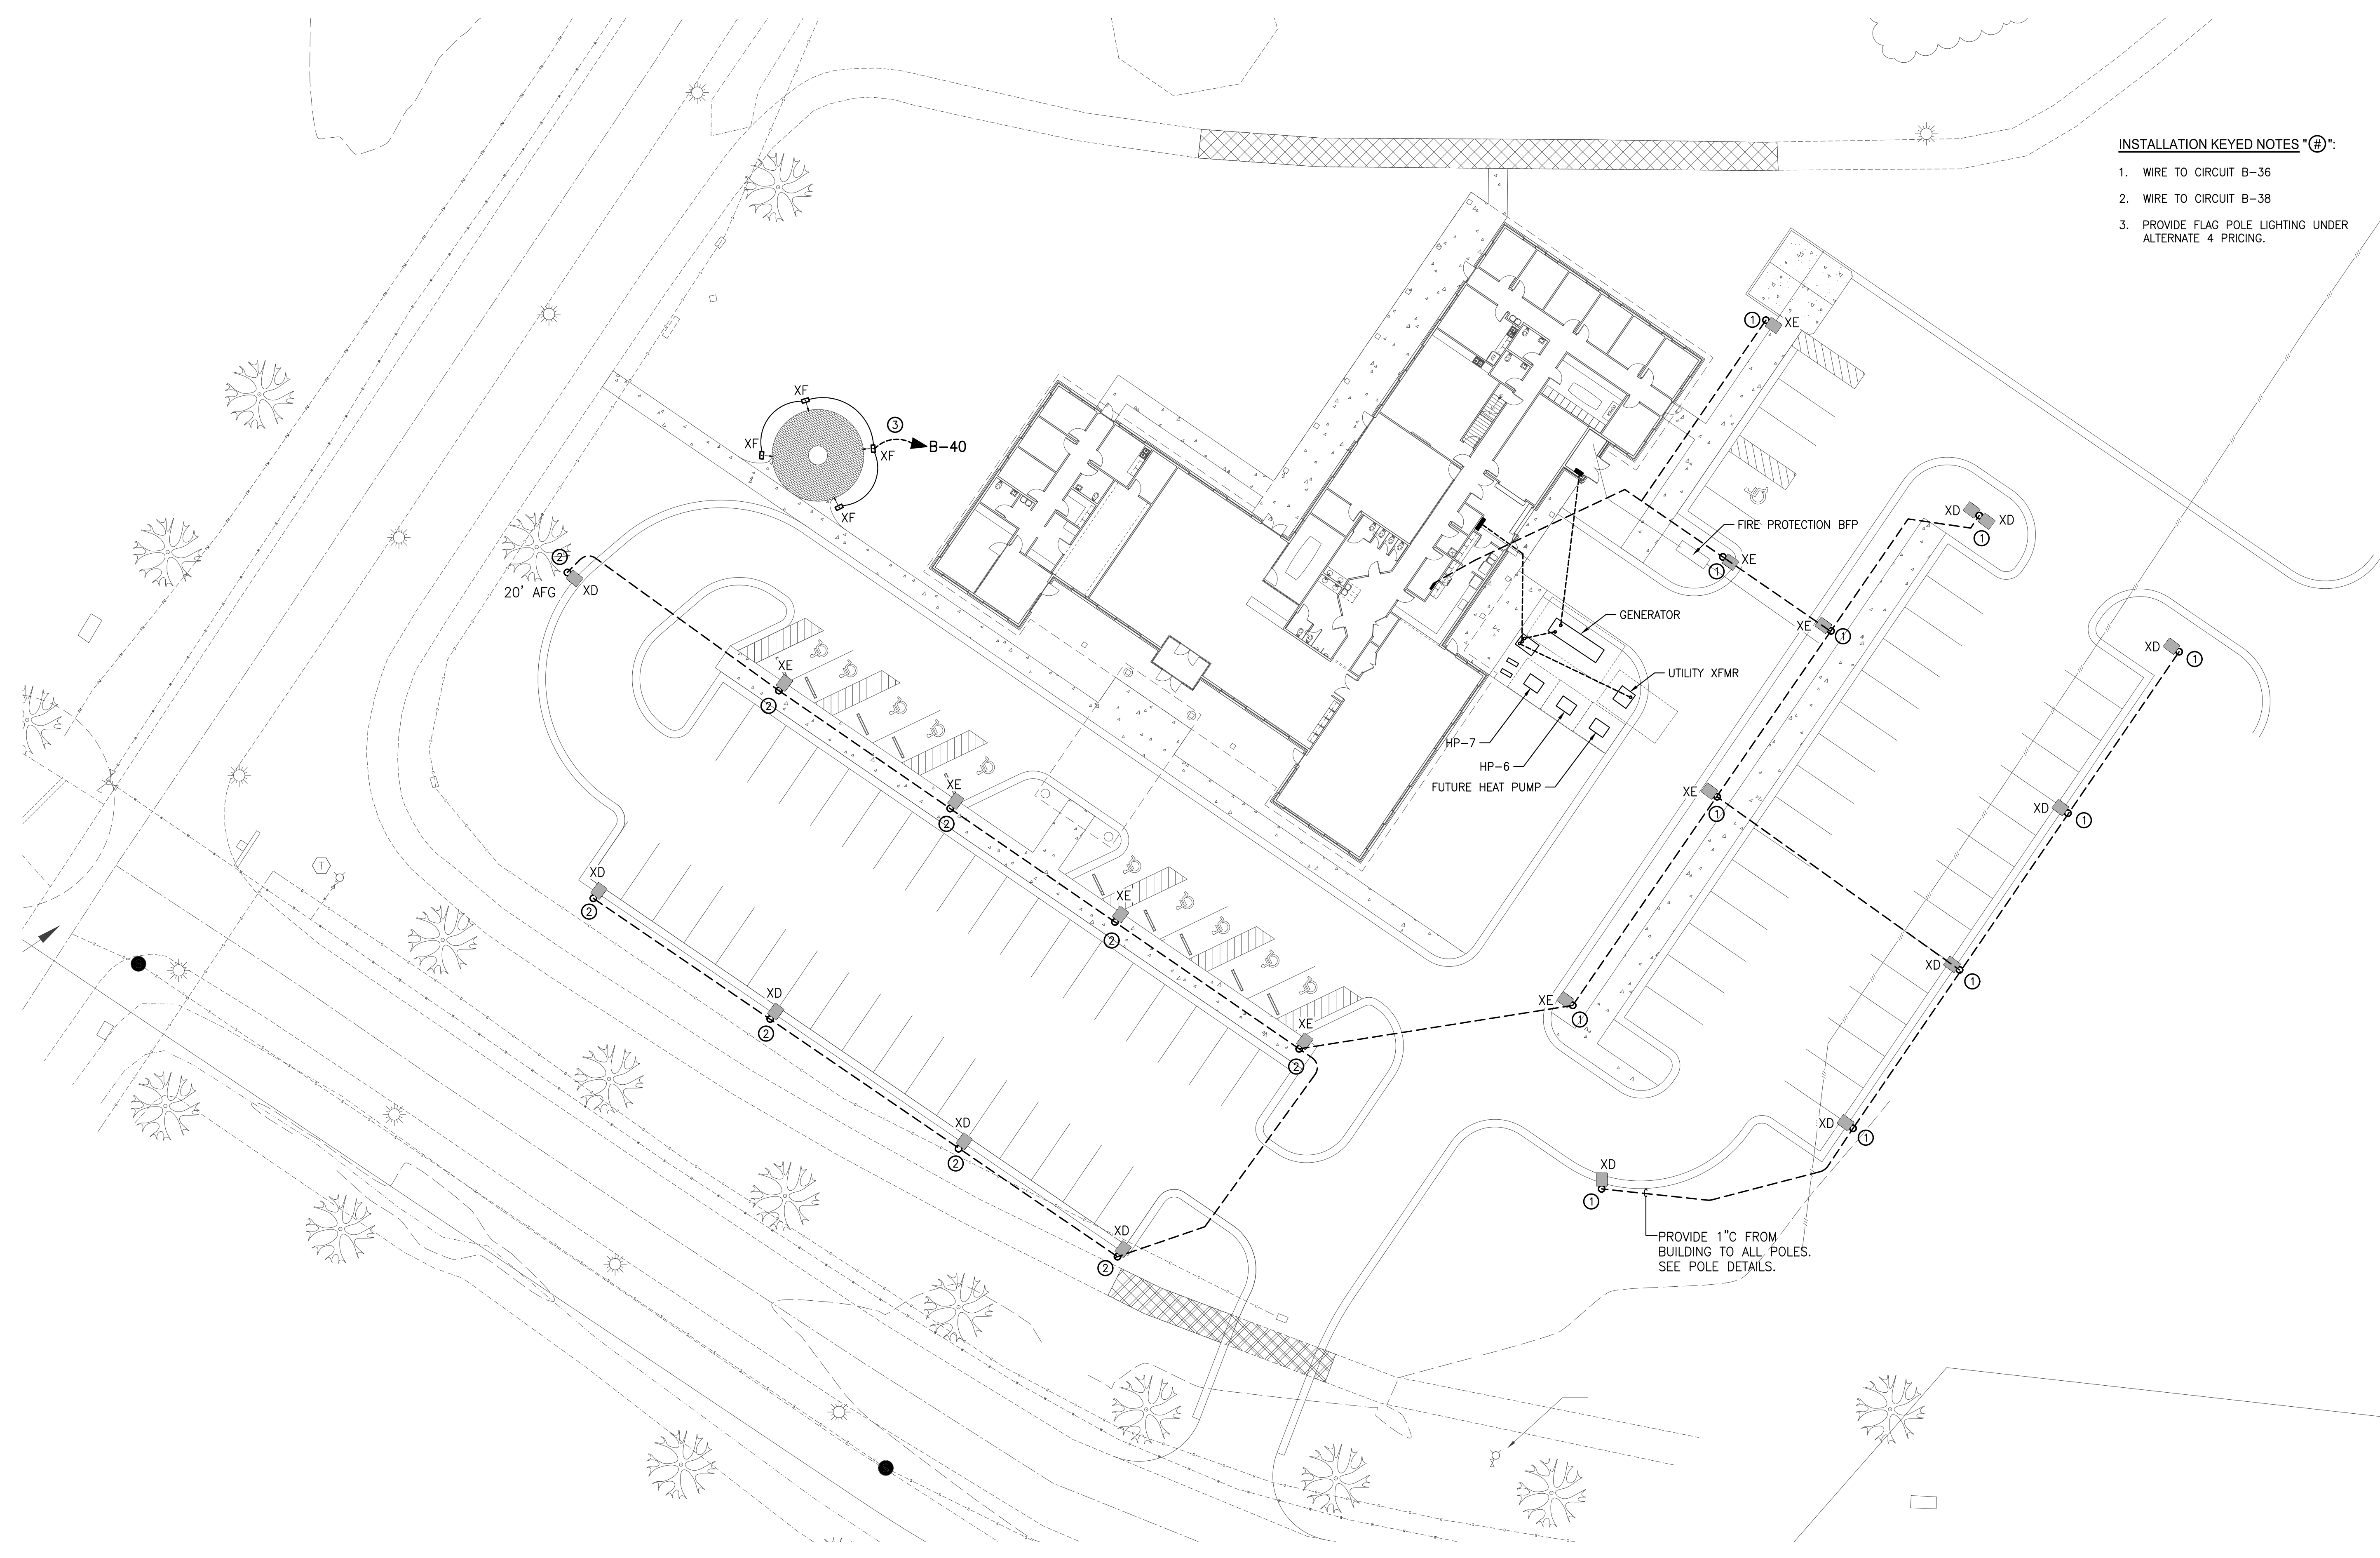 INSTALLATION KEYED NOTES "(#)":
1. WIRE TO CIRCUIT B-36
2. WIRE TO CIRCUIT B-38
3. PROVIDE FLAG POLE LIGHTING UNDER
ALTERNATE 4 PRICING.
1
XE
XF
3
B-40
XF
XF
XF
XD
XD
1
FIRE PROTECTION BFP
XE
1
2
20' AFG
XD
GENERATOR
XE
1
XD
1
XE
2
UTILITY XFMR
HP-7
HP-6
FUTURE HEAT PUMP
XE
2
XE
1
XD
1
T
XD
2
XE
2
XD
1
XE
1
XD
2
XE
2
XD
1
XD
2
XD
1
XD
2
PROVIDE 1"C FROM
BUILDING TO ALL POLES.
SEE POLE DETAILS.